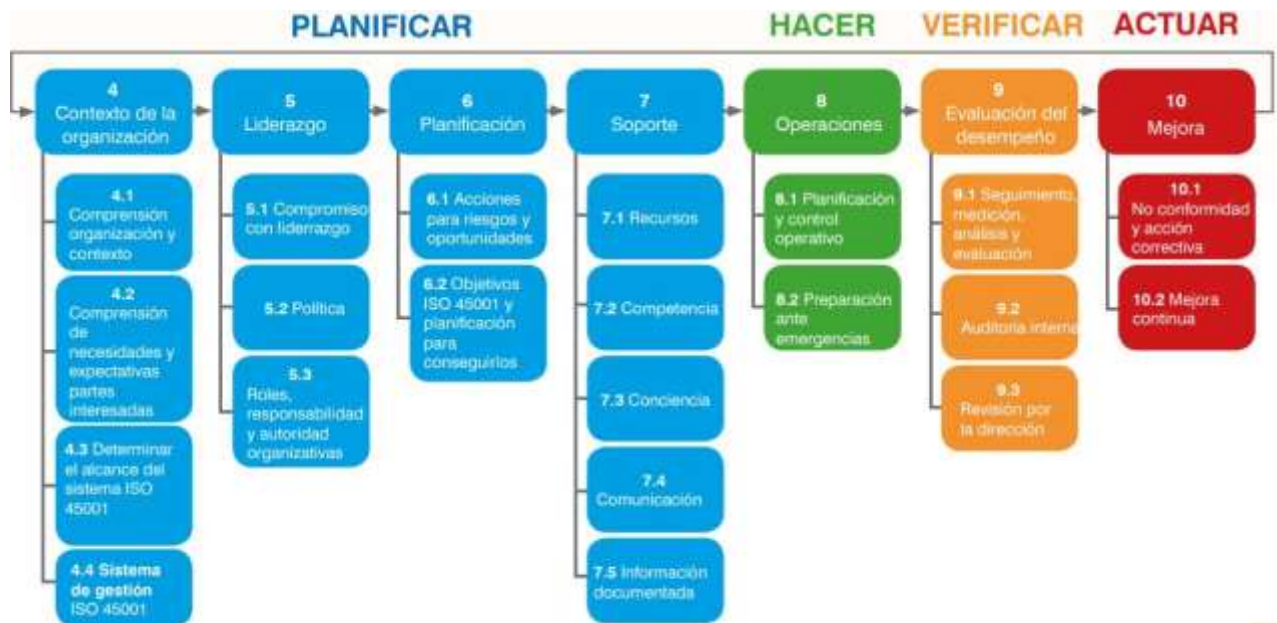 PLANIFICAR
HACER
VERIFICAR
ACTUAR
4
Contexto de la
organización
5
Liderazgo
6
Planificación
7
Soporte
8
Operaciones
9
Evaluación del
desempeño
10
Mejora
4.1
Comprensión
organización y
contexto
4.2
Comprensión
de
necesidades y
expectativas
partes
interesadas
4.3 Determinar
el alcance del
sistema ISO
45001
4.4 Sistema
de gestión
ISO 45001
5.1 Compromiso
con liderazgo
5.2 Política
5.3
Roles,
responsabilidad
y autoridad
organizativas
6.1 Acciones
para riesgos y
oportunidades
6.2 Objetivos
ISO 45001 y
planificación
para
conseguirlos
7.1 Recursos
7.2 Competencia
7.3 Conciencia
7.4
Comunicación
7.5 Información
documentada
8.1 Planificación
y control
operativo
8.2 Preparación
ante
emergencias
9.1 Seguimiento,
medición,
análisis y
evaluación
9.2
Auditoria interna
9.3
Revisión por
la dirección
10.1
No conformidad
y acción
correctiva
10.2 Mejora
continua